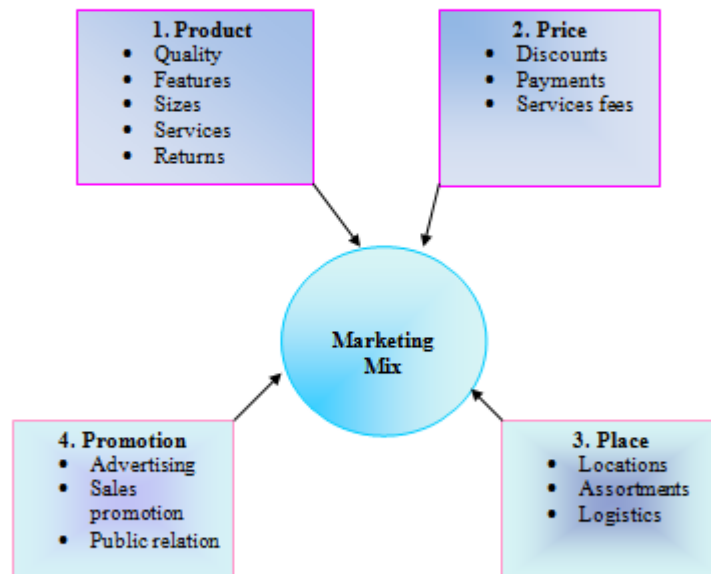 1. Product
• Quality
• Features
• Sizes
• Services
• Returns
2. Price
• Discounts
• Payments
• Services fees
Marketing
Mix
4. Promotion
• Advertising
• Sales
promotion
• Public relation
3. Place
• Locations
• Assortments
• Logistics